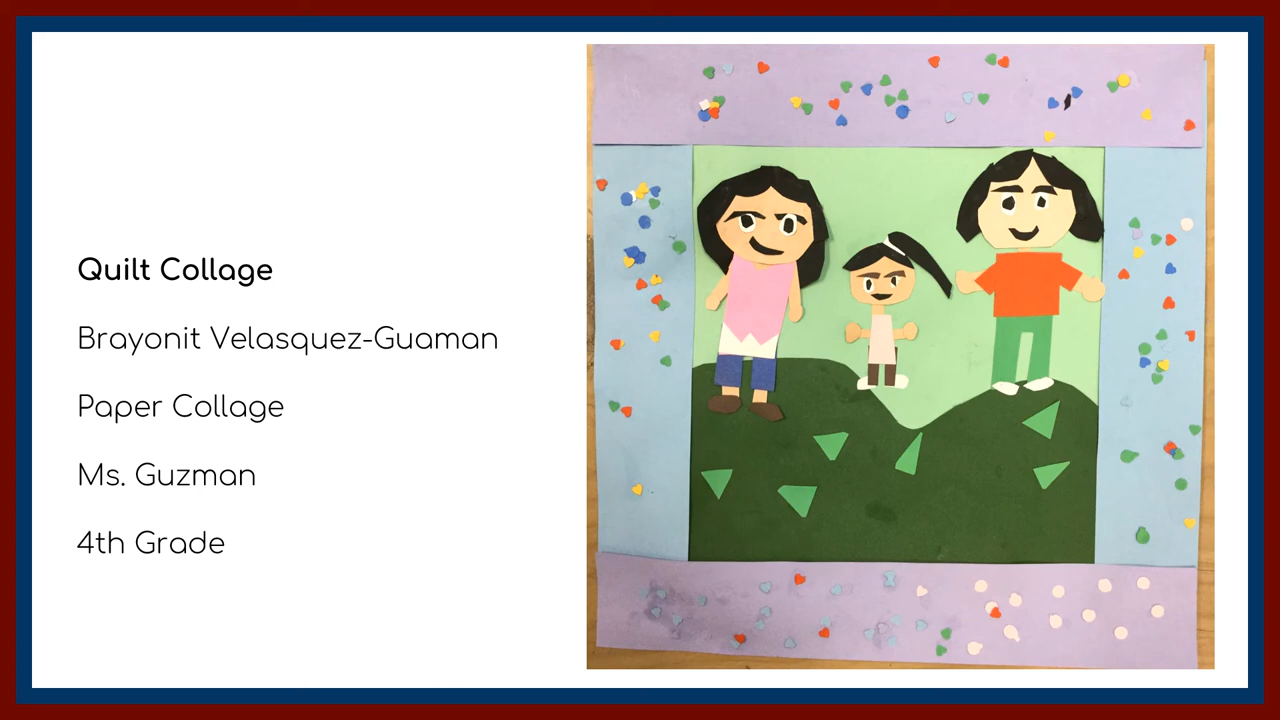 Quilt Collage
Brayonit Velasquez-Guaman
Paper Collage
Ms. Guzman
4th Grade